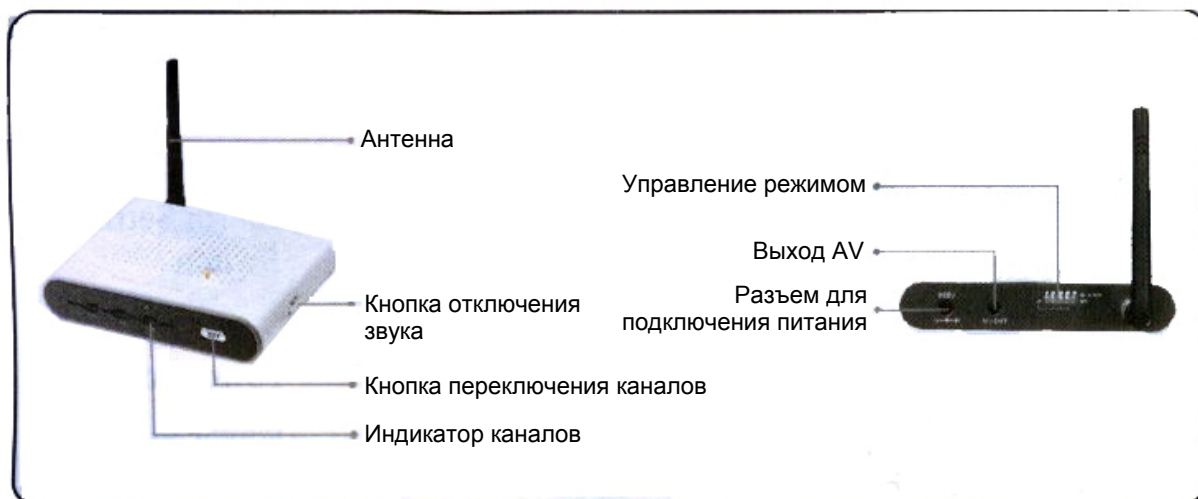 Антенна
Кнопка отключения
звука
Кнопка переключения каналов
Индикатор каналов
Управление режимом
Выход AV
Разъем для
подключения питания